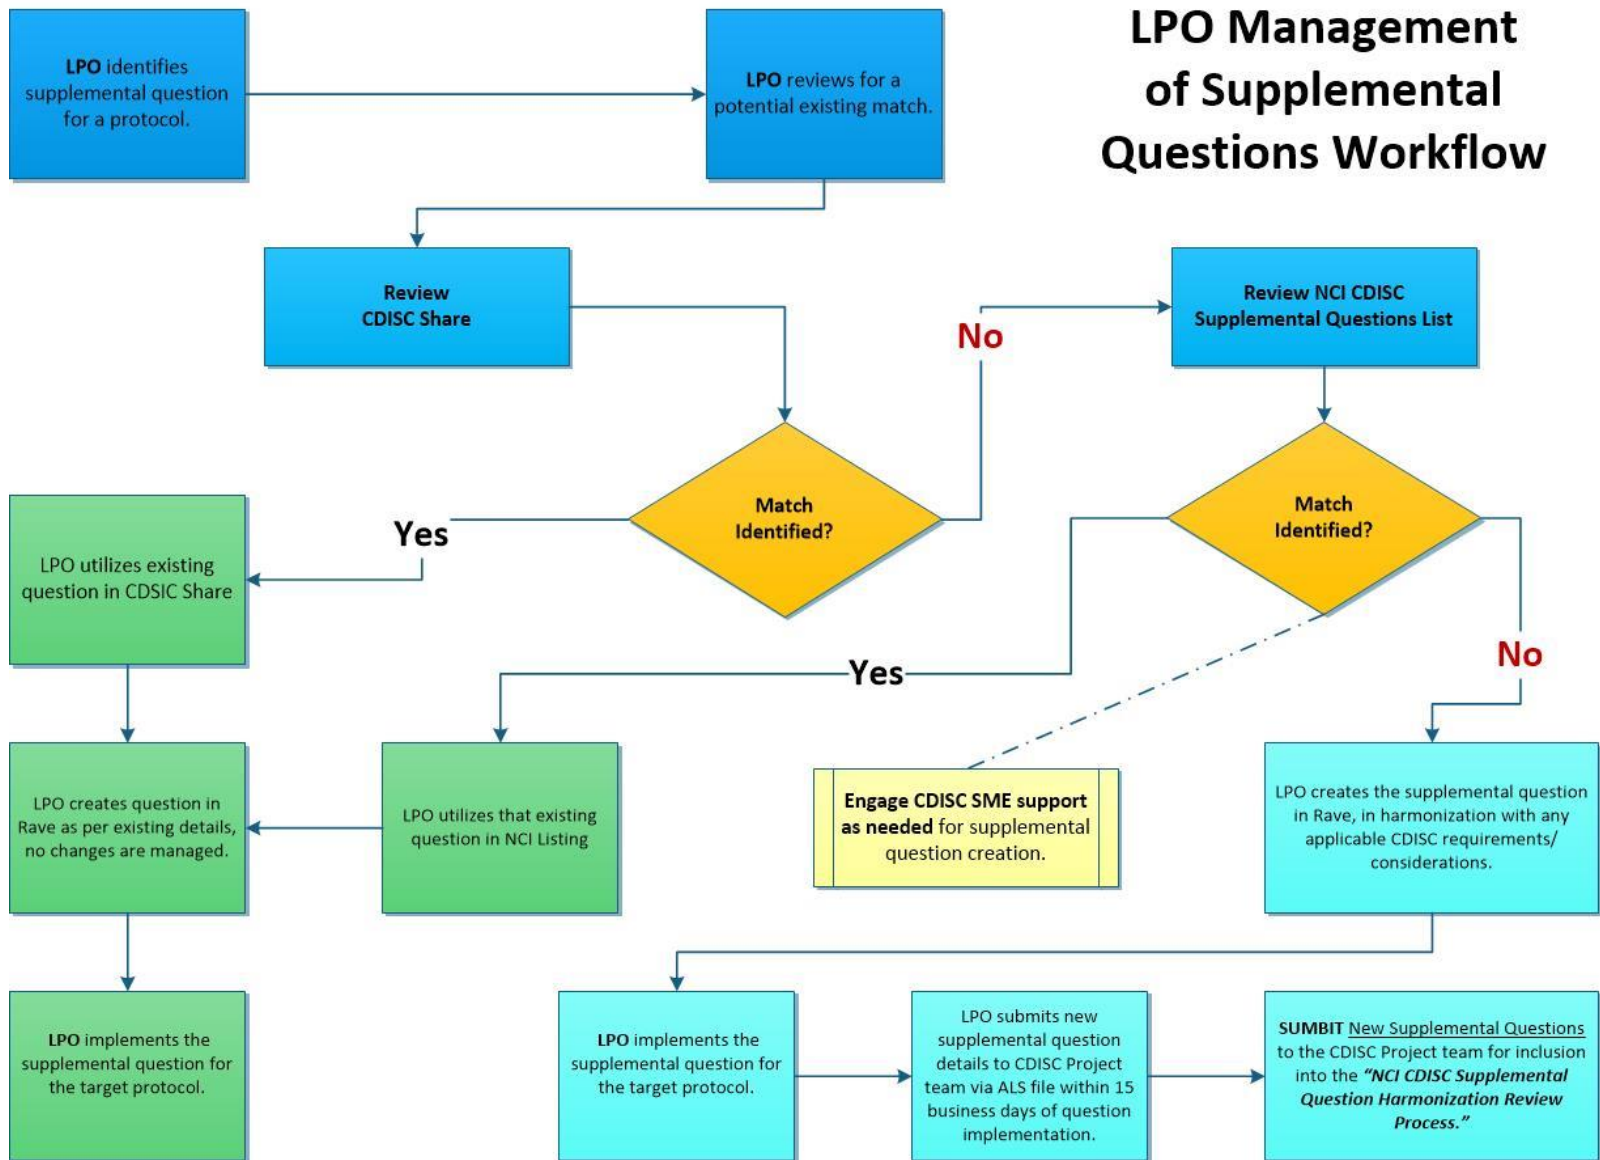 LPO Management
of Supplemental
Questions Workflow
LPO identifies
supplemental question
for a protocol.
LPO reviews for a
potential existing match.
Review
CDISC Share
No
Review NCI CDISC
Supplemental Questions List
Match
Identified?
Match
Identified?
Yes
LPO utilizes existing
question in CDSIC Share
No
Yes
LPO creates question in
Rave as per existing details,
no changes are managed.
LPO utilizes that existing
question in NCI Listing
Engage CDISC SME support
as needed for supplemental
question creation.
LPO creates the supplemental question
in Rave, in harmonization with any
applicable CDISC requirements/
considerations.
LPO implements the
supplemental question for
the target protocol.
LPO implements the
supplemental question for
the target protocol.
LPO submits new
supplemental question
details to CDISC Project
team via ALS file within 15
business days of question
implementation.
SUMBIT New Supplemental Questions
to the CDISC Project team for inclusion
into the “NCI CDISC Supplemental
Question Harmonization Review
Process.”